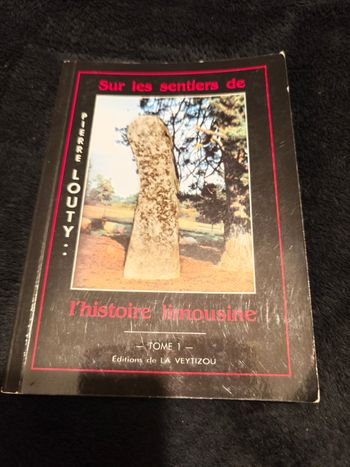 Sur les sentiers de
PIERRE LOUTY :
l'histoire limousine
– TOME 1 –
Éditions de LA VEYTIZOU